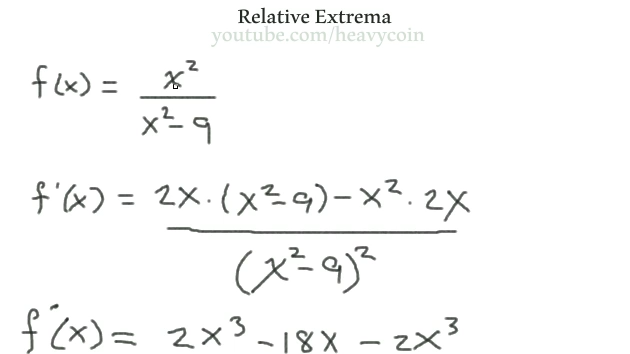 Relative Extrema
youtube.com/heavycoin
f(x) = x² / x² - 9
f'(x) = 2x · (x² - 9) - x² · 2x / (x² - 9)²
f'(x) = 2x³ - 18x - 2x³